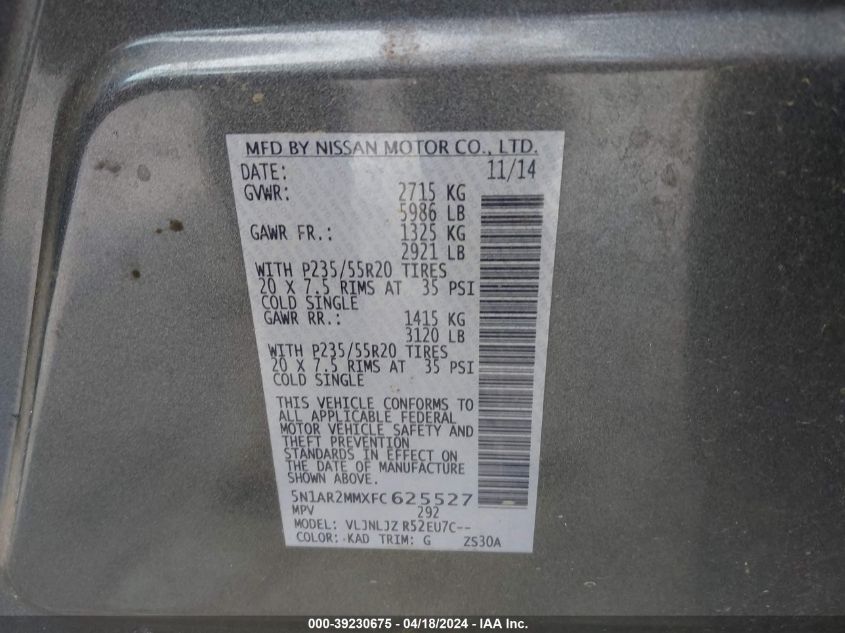 MFD BY NISSAN MOTOR CO., LTD.
DATE: 11/14
GVWR: 2715 KG
5986 LB
GAWR FR.: 1325 KG
2921 LB
WITH P235/55R20 TIRES
20 X 7.5 RIMS AT 35 PSI
COLD SINGLE
GAWR RR.: 1415 KG
3120 LB
WITH P235/55R20 TIRES
20 X 7.5 RIMS AT 35 PSI
COLD SINGLE
THIS VEHICLE CONFORMS TO
ALL APPLICABLE FEDERAL
MOTOR VEHICLE SAFETY AND
THEFT PREVENTION
STANDARDS IN EFFECT ON
THE DATE OF MANUFACTURE
SHOWN ABOVE.
5N1AR2MMXFC625527
MPV 292
MODEL: VLJNLJZ R52EU7C--
COLOR: KAD TRIM: G ZS30A
000-39230675 - 04/18/2024 - IAA Inc.